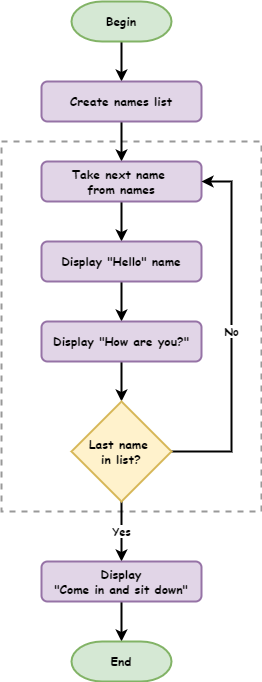 Begin
Create names list
Take next name
from names
Display "Hello" name
Display "How are you?"
Last name
in list?
No
Yes
Display
"Come in and sit down"
End